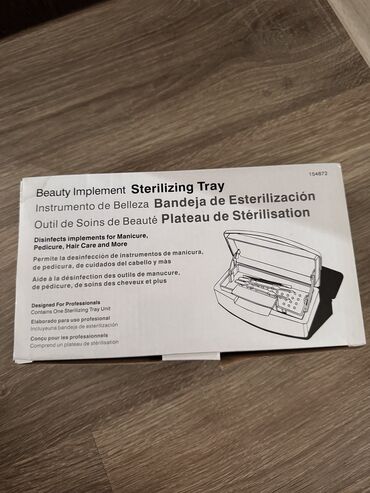 154872
Beauty Implement Sterilizing Tray
Instrumento de Belleza Bandeja de Esterilización
Outil de Soins de Beauté Plateau de Stérilisation
Disinfects implements for Manicure,
Pedicure, Hair Care and More
Permite la desinfección de instrumentos de manicura,
de pedicura, de cuidados del cabello y màs
Aide à la désinfection des outils de manucure,
de pédicure, de soins des cheveux et plus
Designed For Professionals
Contains One Sterilizing Tray Unit
Elaborado para uso profesional
Incluyeuna bandeja de esterilización
Conçu pour les professionnels
Comprend un plateau de stérilisation